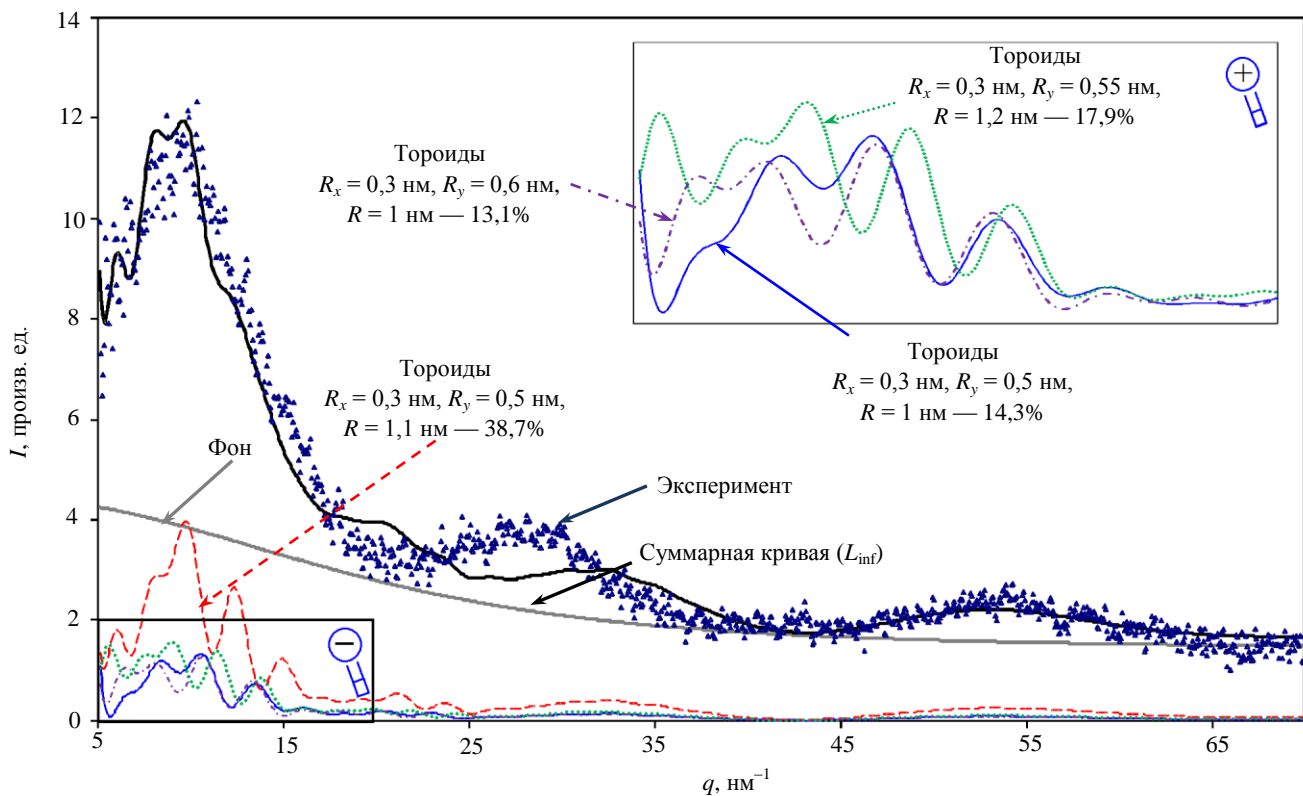 14
12
10
8
6
4
2
0
I, произв. ед.
5
15
25
35
45
55
65
q, нм⁻¹
Тороиды
Rx = 0,3 нм, Ry = 0,55 нм,
R = 1,2 нм — 17,9%
+
Тороиды
Rx = 0,3 нм, Ry = 0,6 нм,
R = 1 нм — 13,1%
Тороиды
Rx = 0,3 нм, Ry = 0,5 нм,
R = 1 нм — 14,3%
Тороиды
Rx = 0,3 нм, Ry = 0,5 нм,
R = 1,1 нм — 38,7%
Фон
Эксперимент
Суммарная кривая (Linf)
−